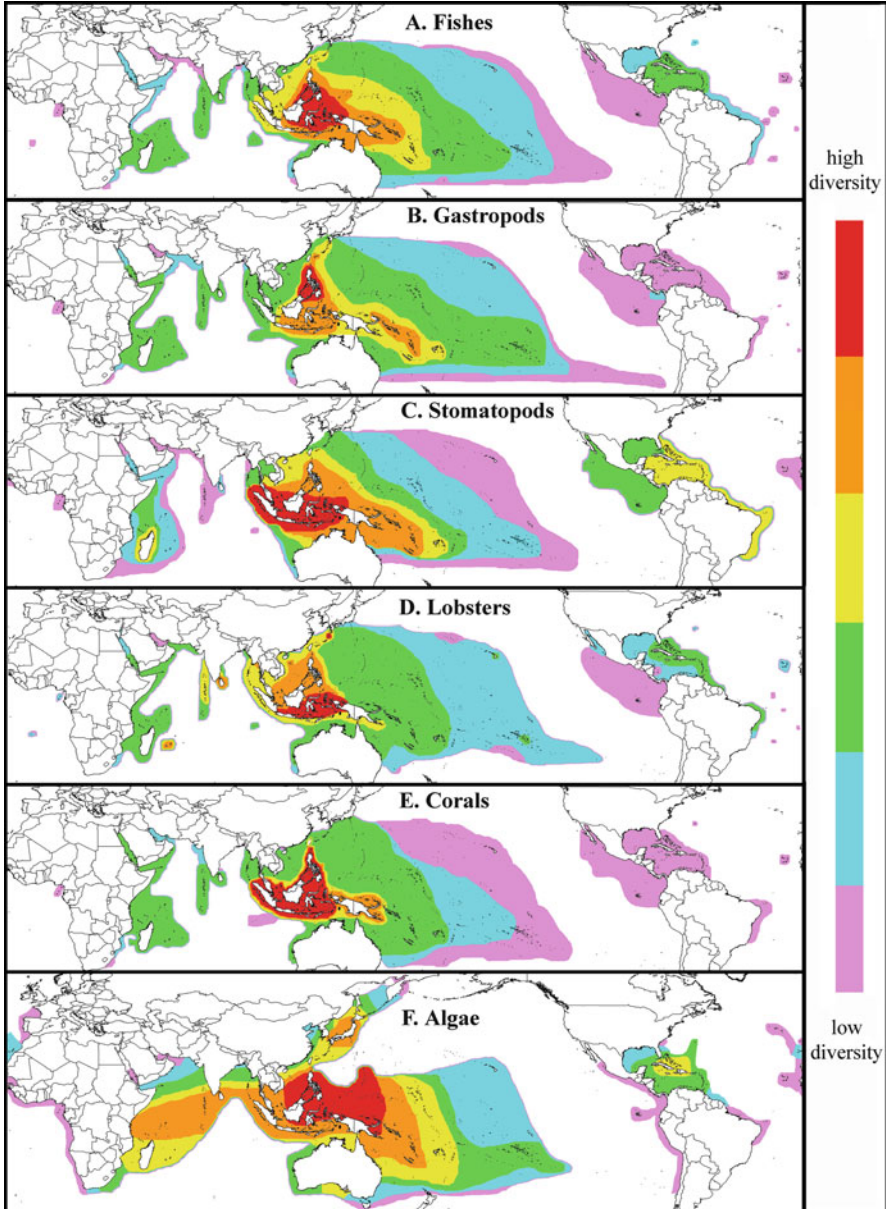 A. Fishes
B. Gastropods
C. Stomatopods
D. Lobsters
E. Corals
F. Algae
high
diversity
low
diversity